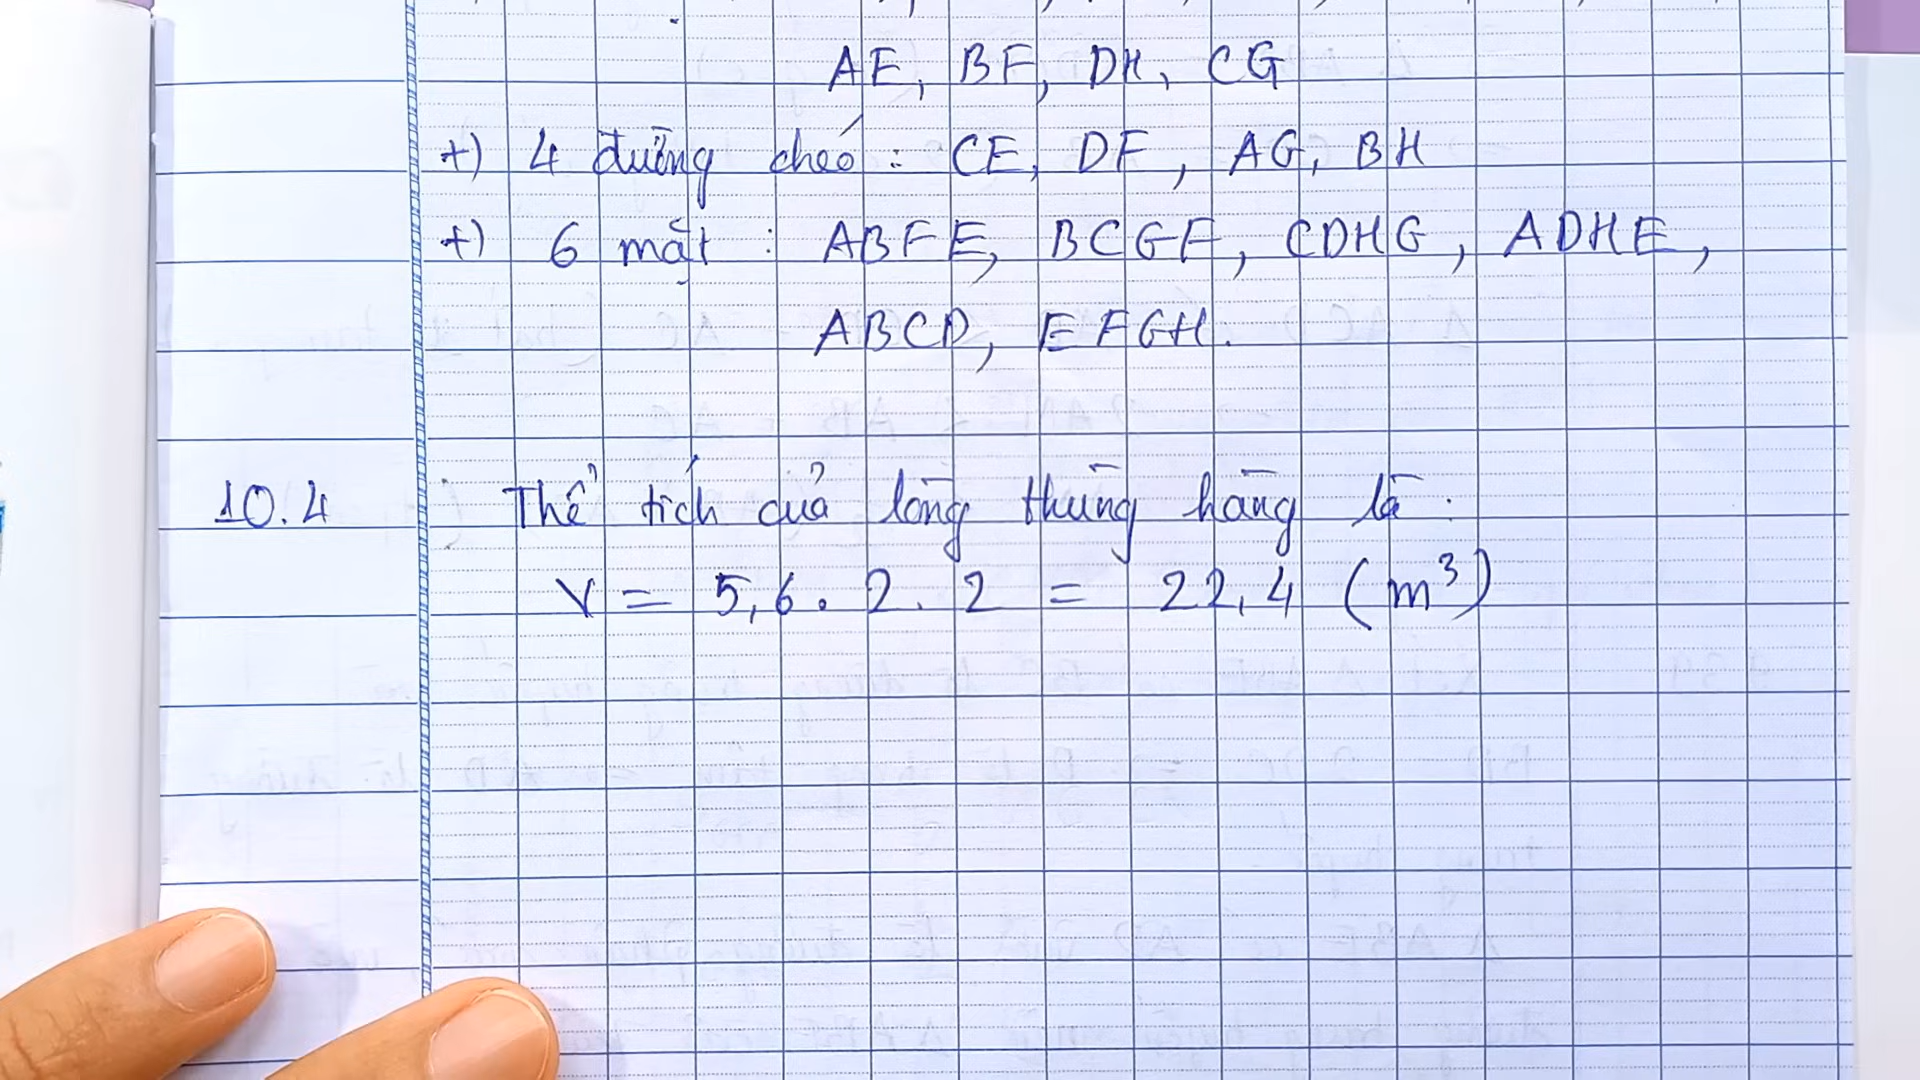 AE, BF, DH, CG
+) 4 đường chéo : CE, DF, AG, BH
+) 6 mặt : ABFE, BCGF, CDHG, ADHE,
ABCD, EFGH.
10.4 Thể tích của lòng thùng hàng là :
V = 5,6 . 2 . 2 = 22,4 (m³)